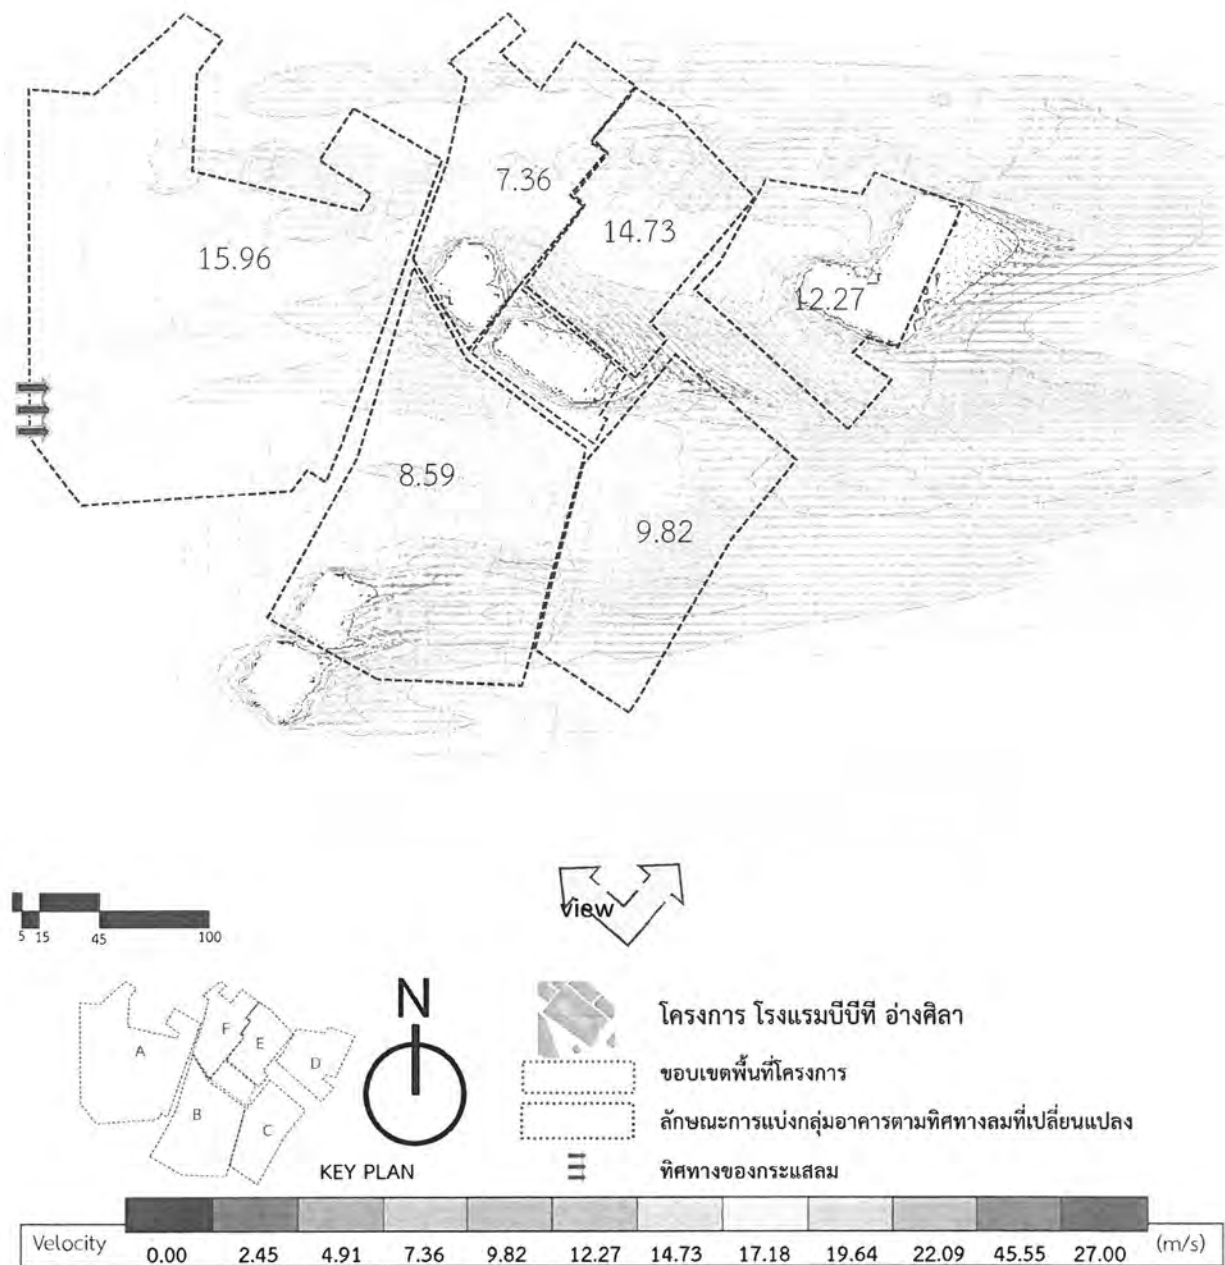 7.36
14.73
15.96
12.27
8.59
9.82
view
5 15 45 100
N
A
F
E
D
B
C
KEY PLAN
โครงการ โรงแรมบีบีที อ่างศิลา
ขอบเขตพื้นที่โครงการ
ลักษณะการแบ่งกลุ่มอาคารตามทิศทางลมที่เปลี่ยนแปลง
ทิศทางของกระแสลม
Velocity 0.00 2.45 4.91 7.36 9.82 12.27 14.73 17.18 19.64 22.09 45.55 27.00 (m/s)